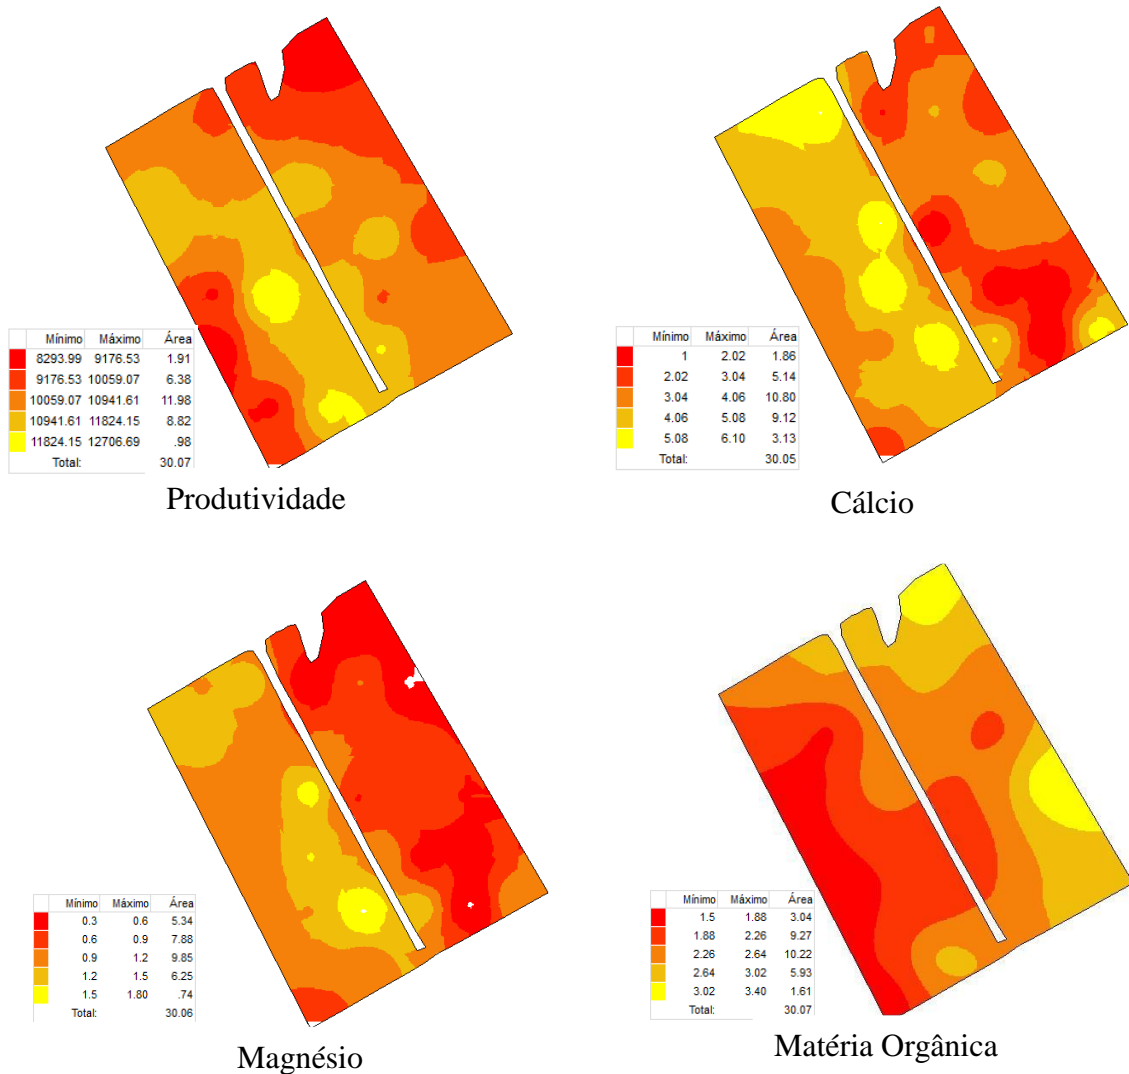 Mínimo Máximo Área
8293.99 9176.53 1.91
9176.53 10059.07 6.38
10059.07 10941.61 11.98
10941.61 11824.15 8.82
11824.15 12706.69 .98
Total: 30.07
Produtividade
Mínimo Máximo Área
1 2.02 1.86
2.02 3.04 5.14
3.04 4.06 10.80
4.06 5.08 9.12
5.08 6.10 3.13
Total: 30.05
Cálcio
Mínimo Máximo Área
0.3 0.6 5.34
0.6 0.9 7.88
0.9 1.2 9.85
1.2 1.5 6.25
1.5 1.80 .74
Total: 30.06
Magnésio
Mínimo Máximo Área
1.5 1.88 3.04
1.88 2.26 9.27
2.26 2.64 10.22
2.64 3.02 5.93
3.02 3.40 1.61
Total: 30.07
Matéria Orgânica